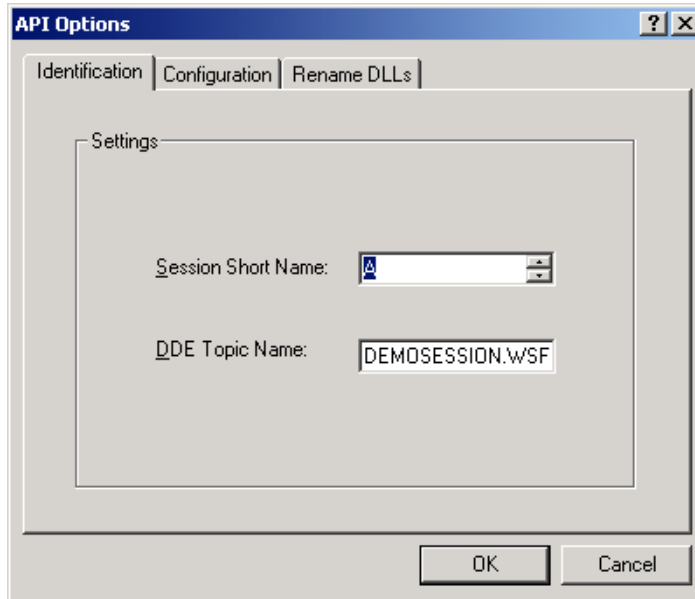 API Options
Identification Configuration Rename DLLs
Settings
Session Short Name: A
DDE Topic Name: DEMOSESSION.WSF
OK Cancel